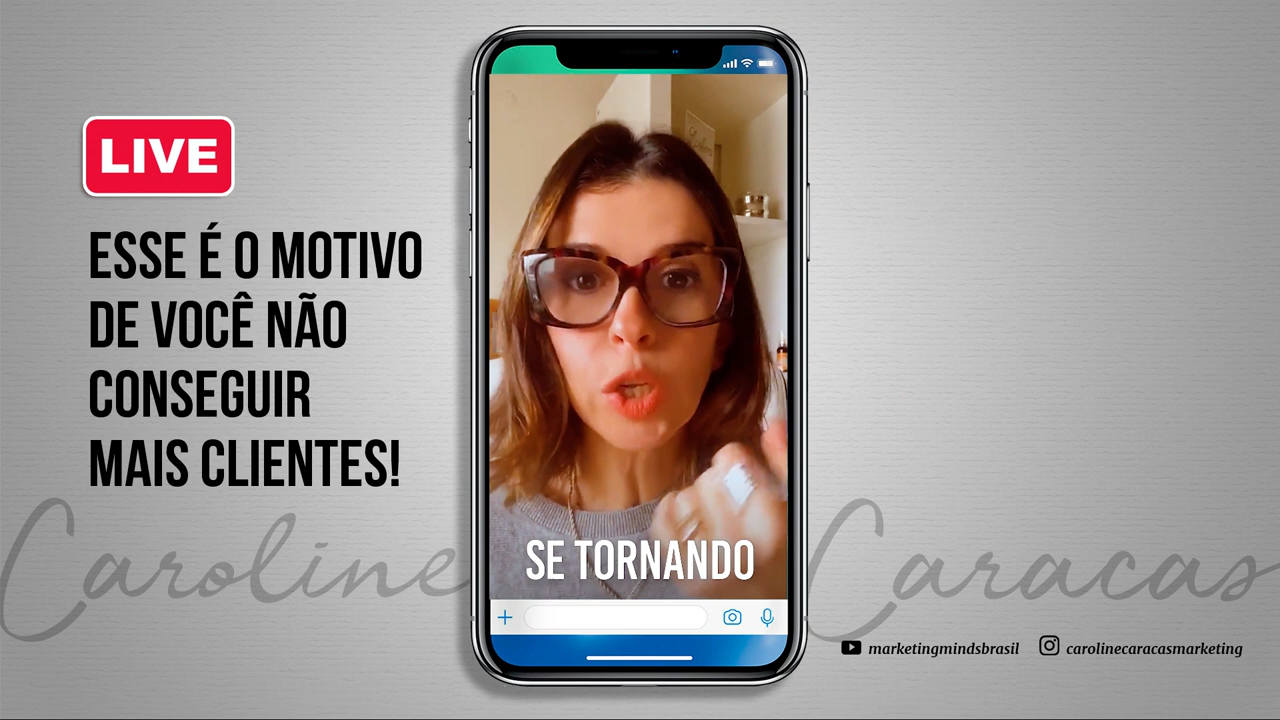 LIVE
ESSE É O MOTIVO
DE VOCÊ NÃO
CONSEGUIR
MAIS CLIENTES!
SE TORNANDO
Caroline Caracas
marketingmindsbrasil
carolinecaracasmarketing